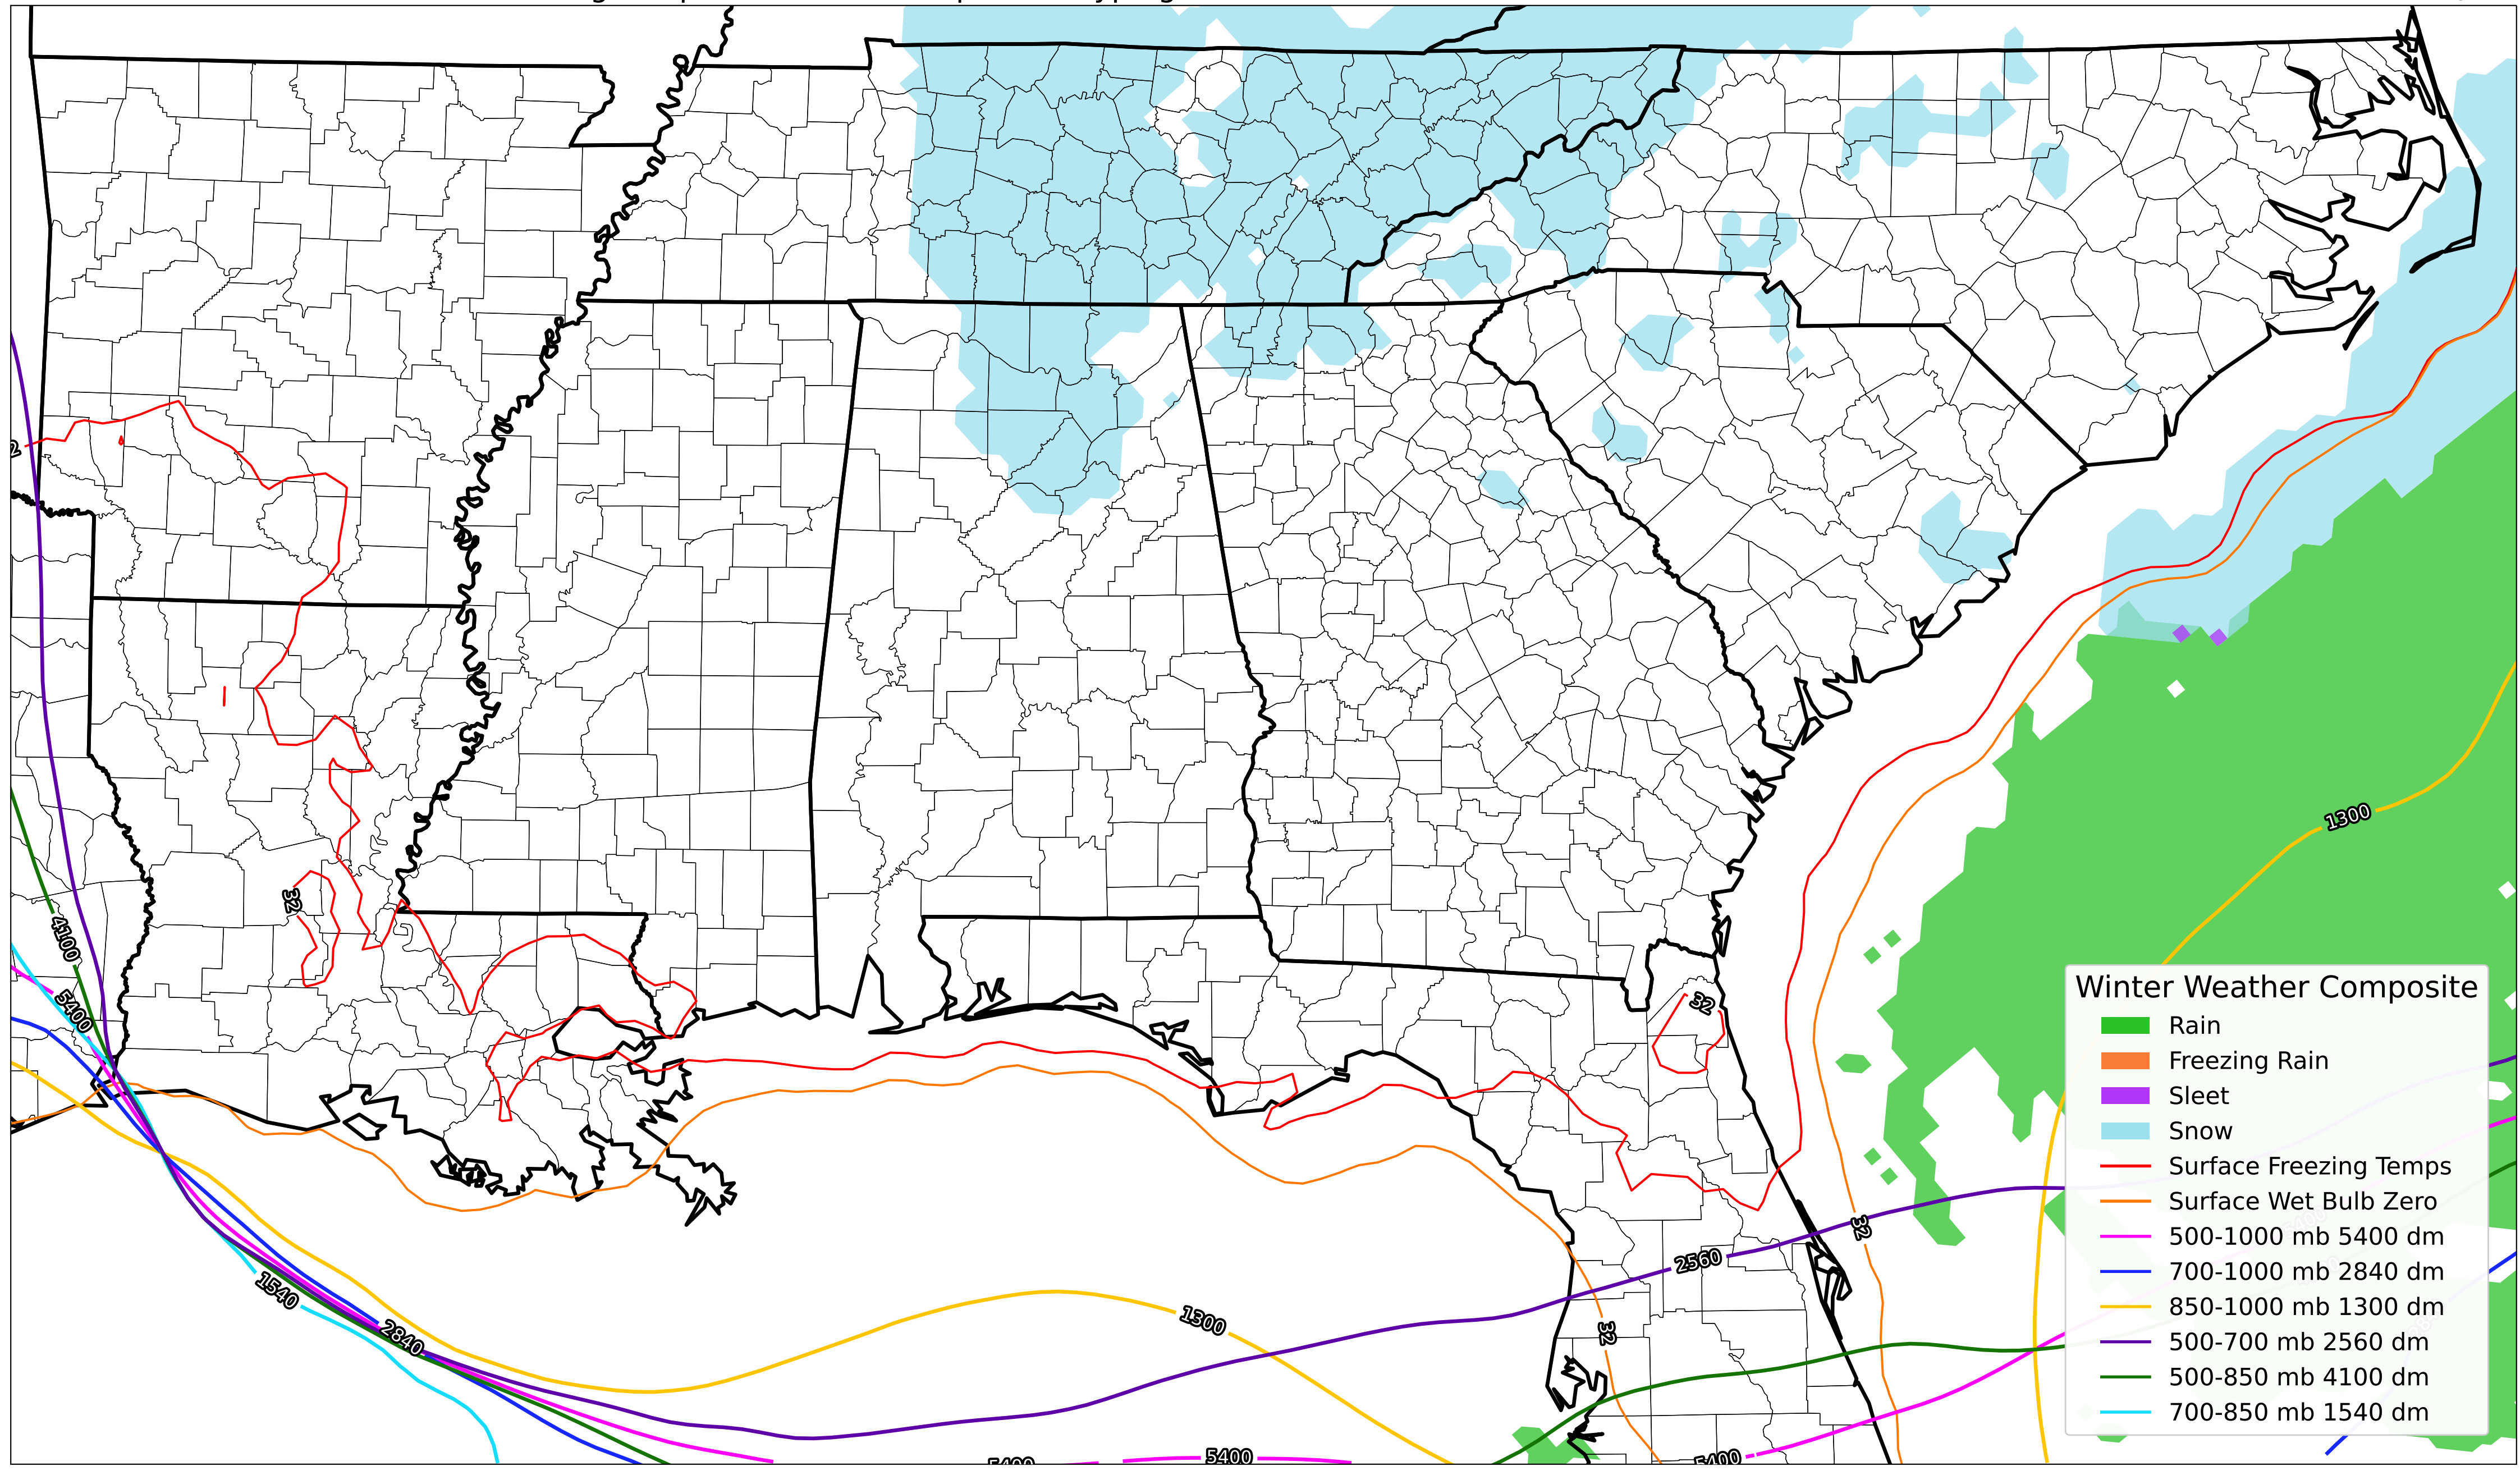 1300
32
4100
5400
32
Winter Weather Composite
Rain
Freezing Rain
Sleet
Snow
Surface Freezing Temps
Surface Wet Bulb Zero
500-1000 mb 5400 dm
700-1000 mb 2840 dm
850-1000 mb 1300 dm
500-700 mb 2560 dm
500-850 mb 4100 dm
700-850 mb 1540 dm
32
2560
1540
1300
32
2840
5400
5400
5400